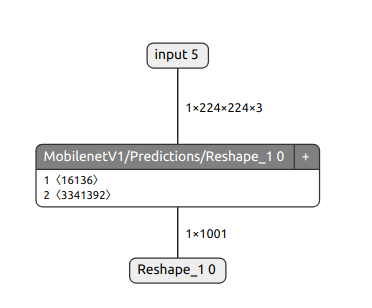 input 5
1×224×224×3
MobilenetV1/Predictions/Reshape_1 0 +
1 〈16136〉
2 〈3341392〉
1×1001
Reshape_1 0